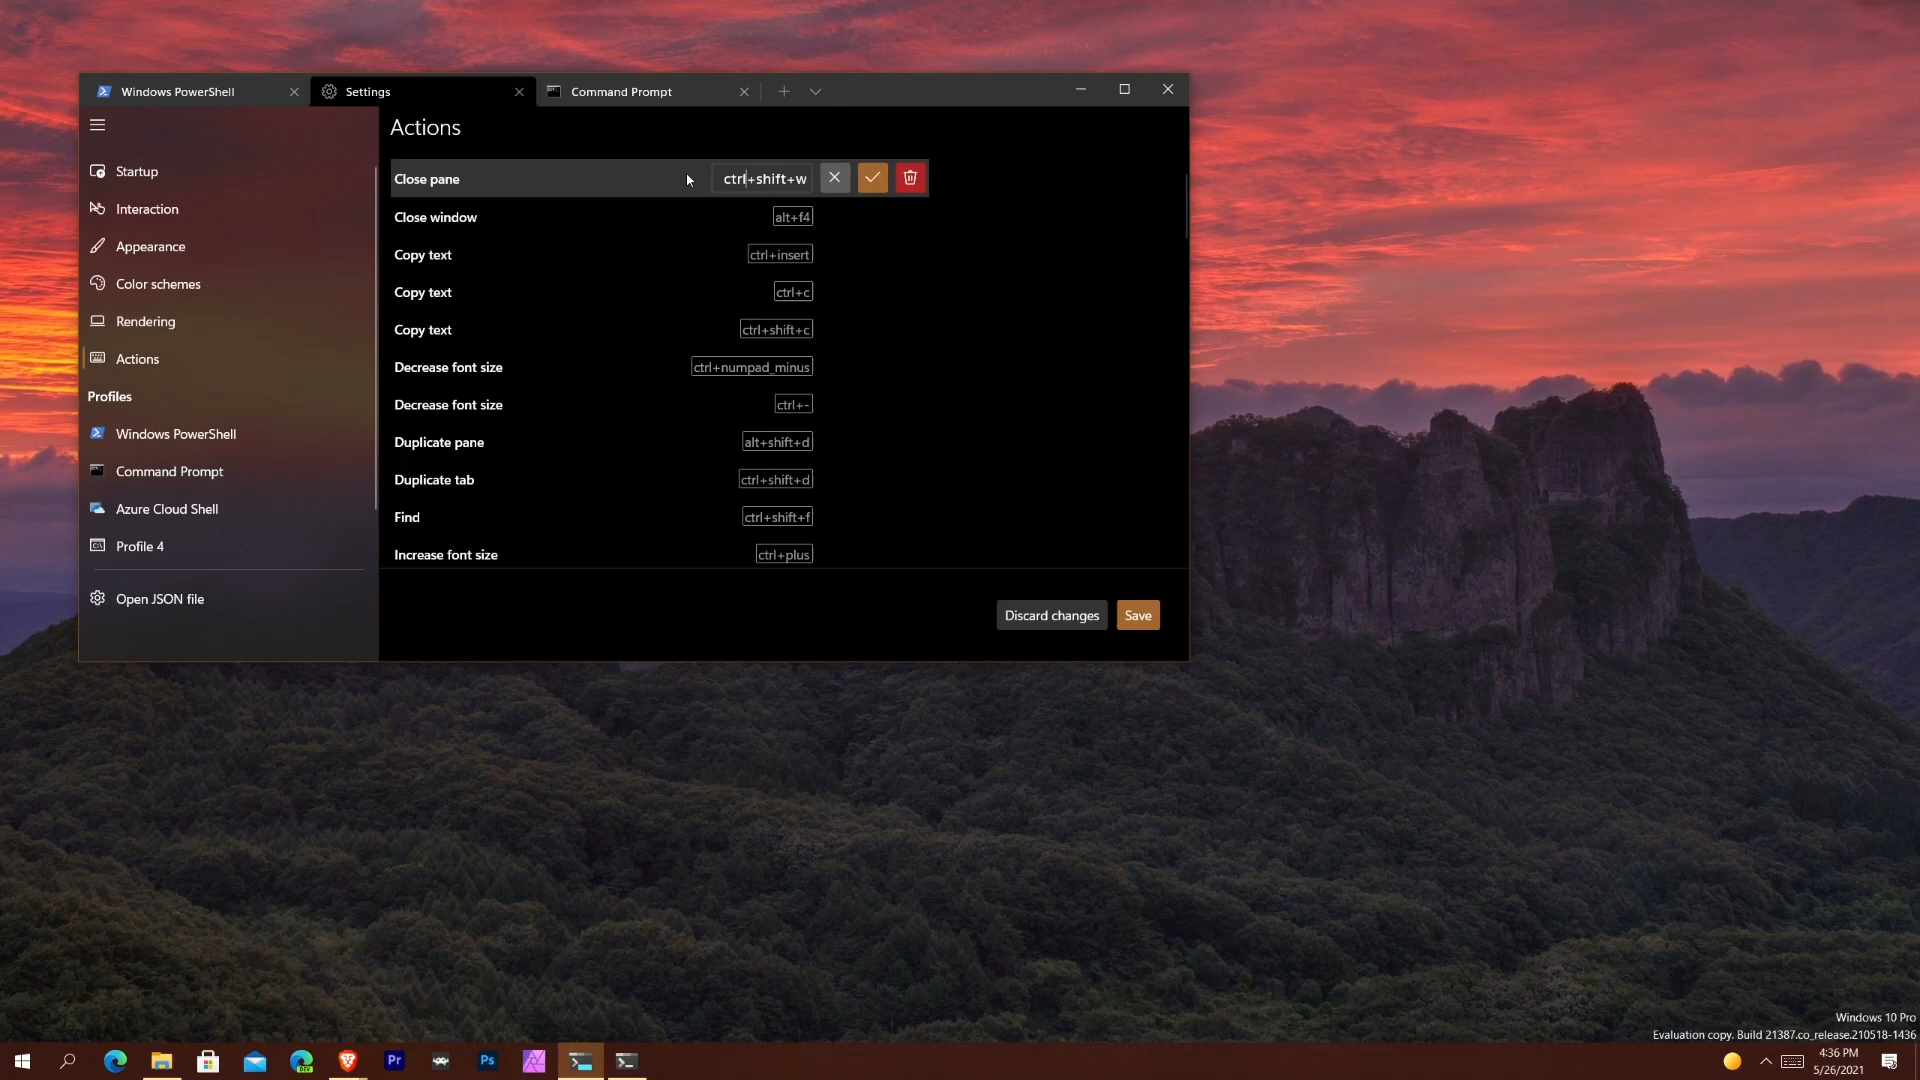 Windows PowerShell
Settings
Command Prompt
Startup
Interaction
Appearance
Color schemes
Rendering
Actions
Profiles
Windows PowerShell
Command Prompt
Azure Cloud Shell
Profile 4
Open JSON file
Actions
Close pane ctrl+shift+w
Close window alt+f4
Copy text ctrl+insert
Copy text ctrl+c
Copy text ctrl+shift+c
Decrease font size ctrl+numpad_minus
Decrease font size ctrl+-
Duplicate pane alt+shift+d
Duplicate tab ctrl+shift+d
Find ctrl+shift+f
Increase font size ctrl+plus
Discard changes Save
Windows 10 Pro
Evaluation copy. Build 21387.co_release.210518-1436
DEV
Pr
Ps
4:36 PM
5/26/2021